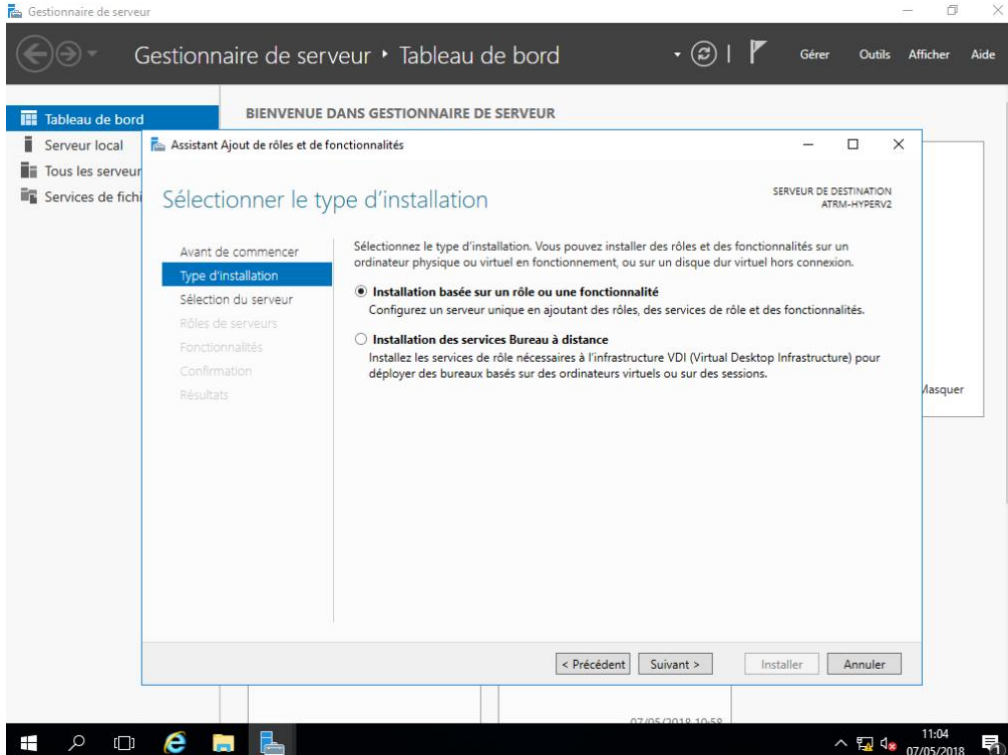 Gestionnaire de serveur
Gestionnaire de serveur
Tableau de bord
Gérer
Outils
Afficher
Aide
Tableau de bord
Serveur local
Tous les serveur
Services de fichi
BIENVENUE DANS GESTIONNAIRE DE SERVEUR
Assistant Ajout de rôles et de fonctionnalités
Sélectionner le type d'installation
SERVEUR DE DESTINATION
ATRM-HYPERV2
Avant de commencer
Type d'installation
Sélection du serveur
Rôles de serveurs
Fonctionnalités
Confirmation
Résultats
Sélectionnez le type d'installation. Vous pouvez installer des rôles et des fonctionnalités sur un
ordinateur physique ou virtuel en fonctionnement, ou sur un disque dur virtuel hors connexion.
Installation basée sur un rôle ou une fonctionnalité
Configurez un serveur unique en ajoutant des rôles, des services de rôle et des fonctionnalités.
Installation des services Bureau à distance
Installez les services de rôle nécessaires à l'infrastructure VDI (Virtual Desktop Infrastructure) pour
déployer des bureaux basés sur des ordinateurs virtuels ou sur des sessions.
Masquer
< Précédent
Suivant >
Installer
Annuler
07/05/2018 10:58
11:04
07/05/2018